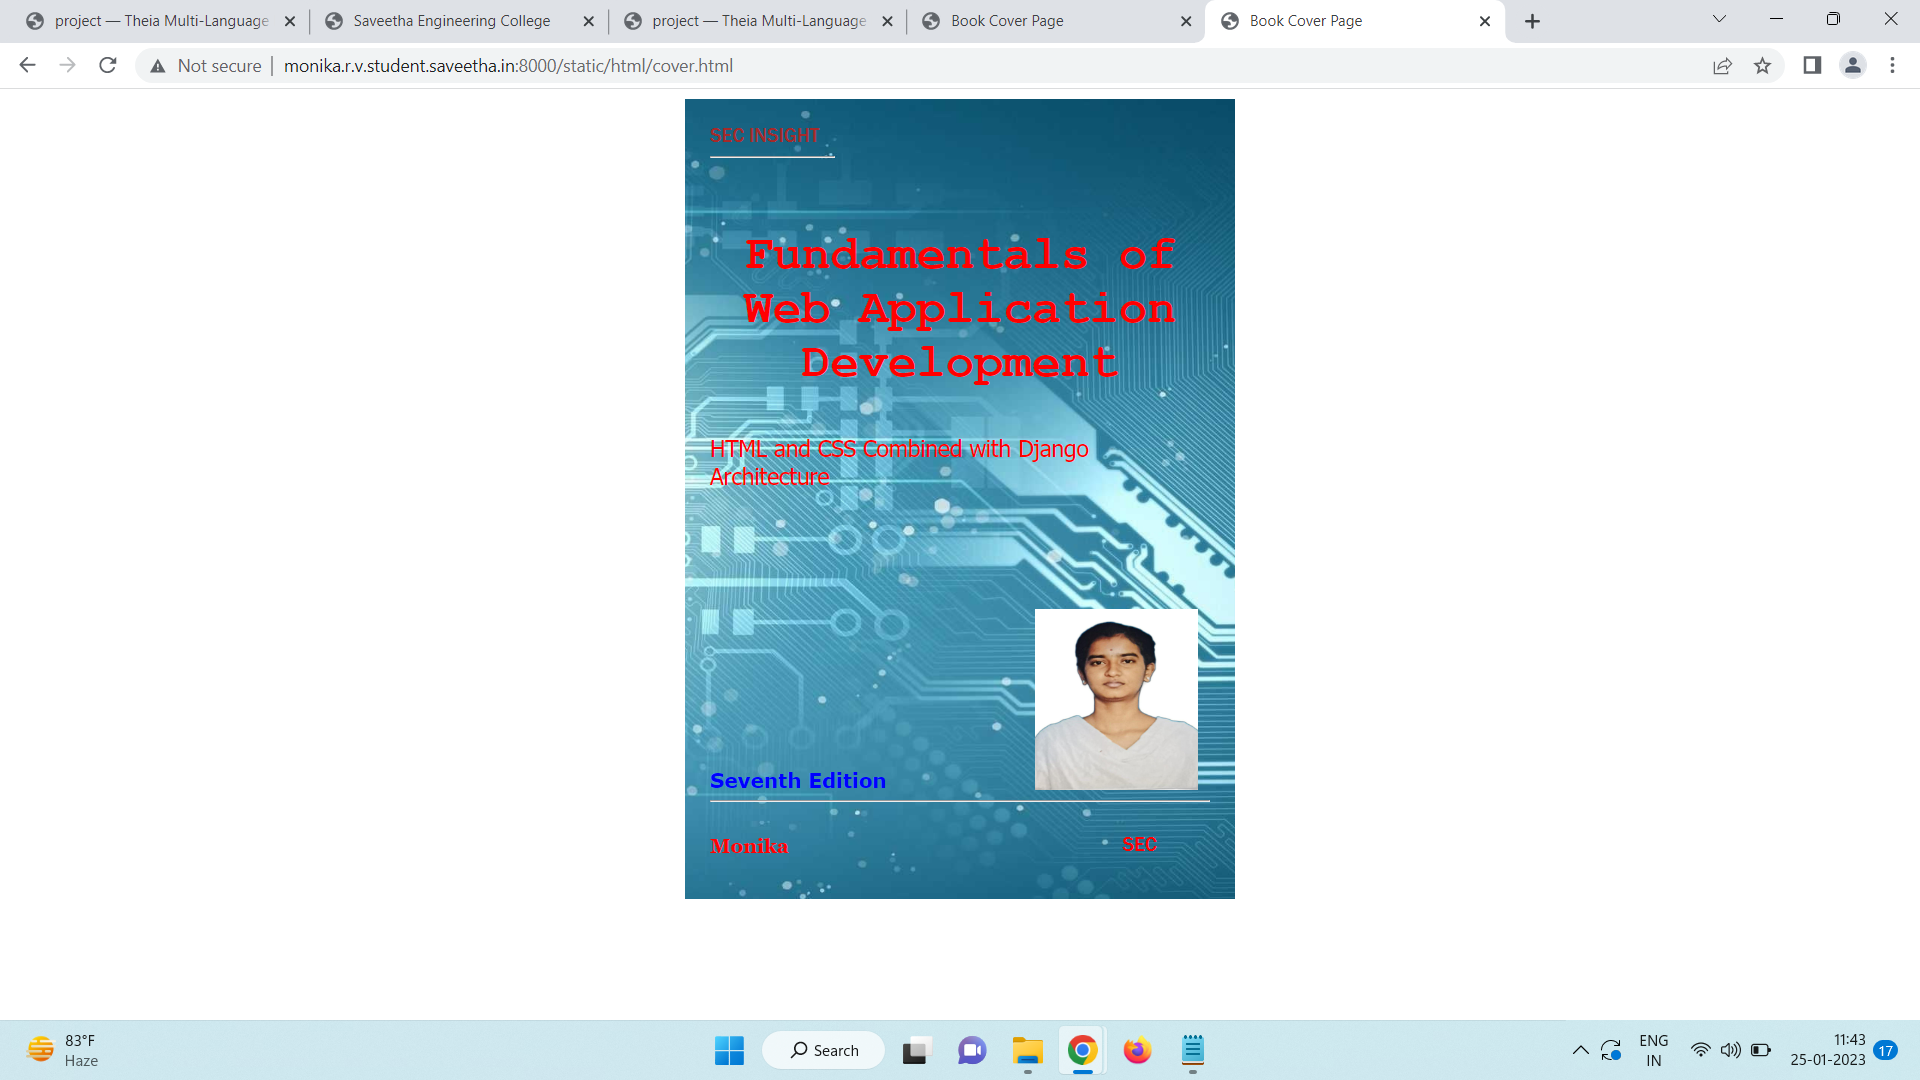 project — Theia Multi-Language
Saveetha Engineering College
project — Theia Multi-Language
Book Cover Page
Book Cover Page
Not secure
monika.r.v.student.saveetha.in:8000/static/html/cover.html
SEC INSIGHT
Fundamentals of
Web Application
Development
HTML and CSS Combined with Django
Architecture
Seventh Edition
Monika
SEC
83°F
Haze
Search
ENG
IN
11:43
25-01-2023
17